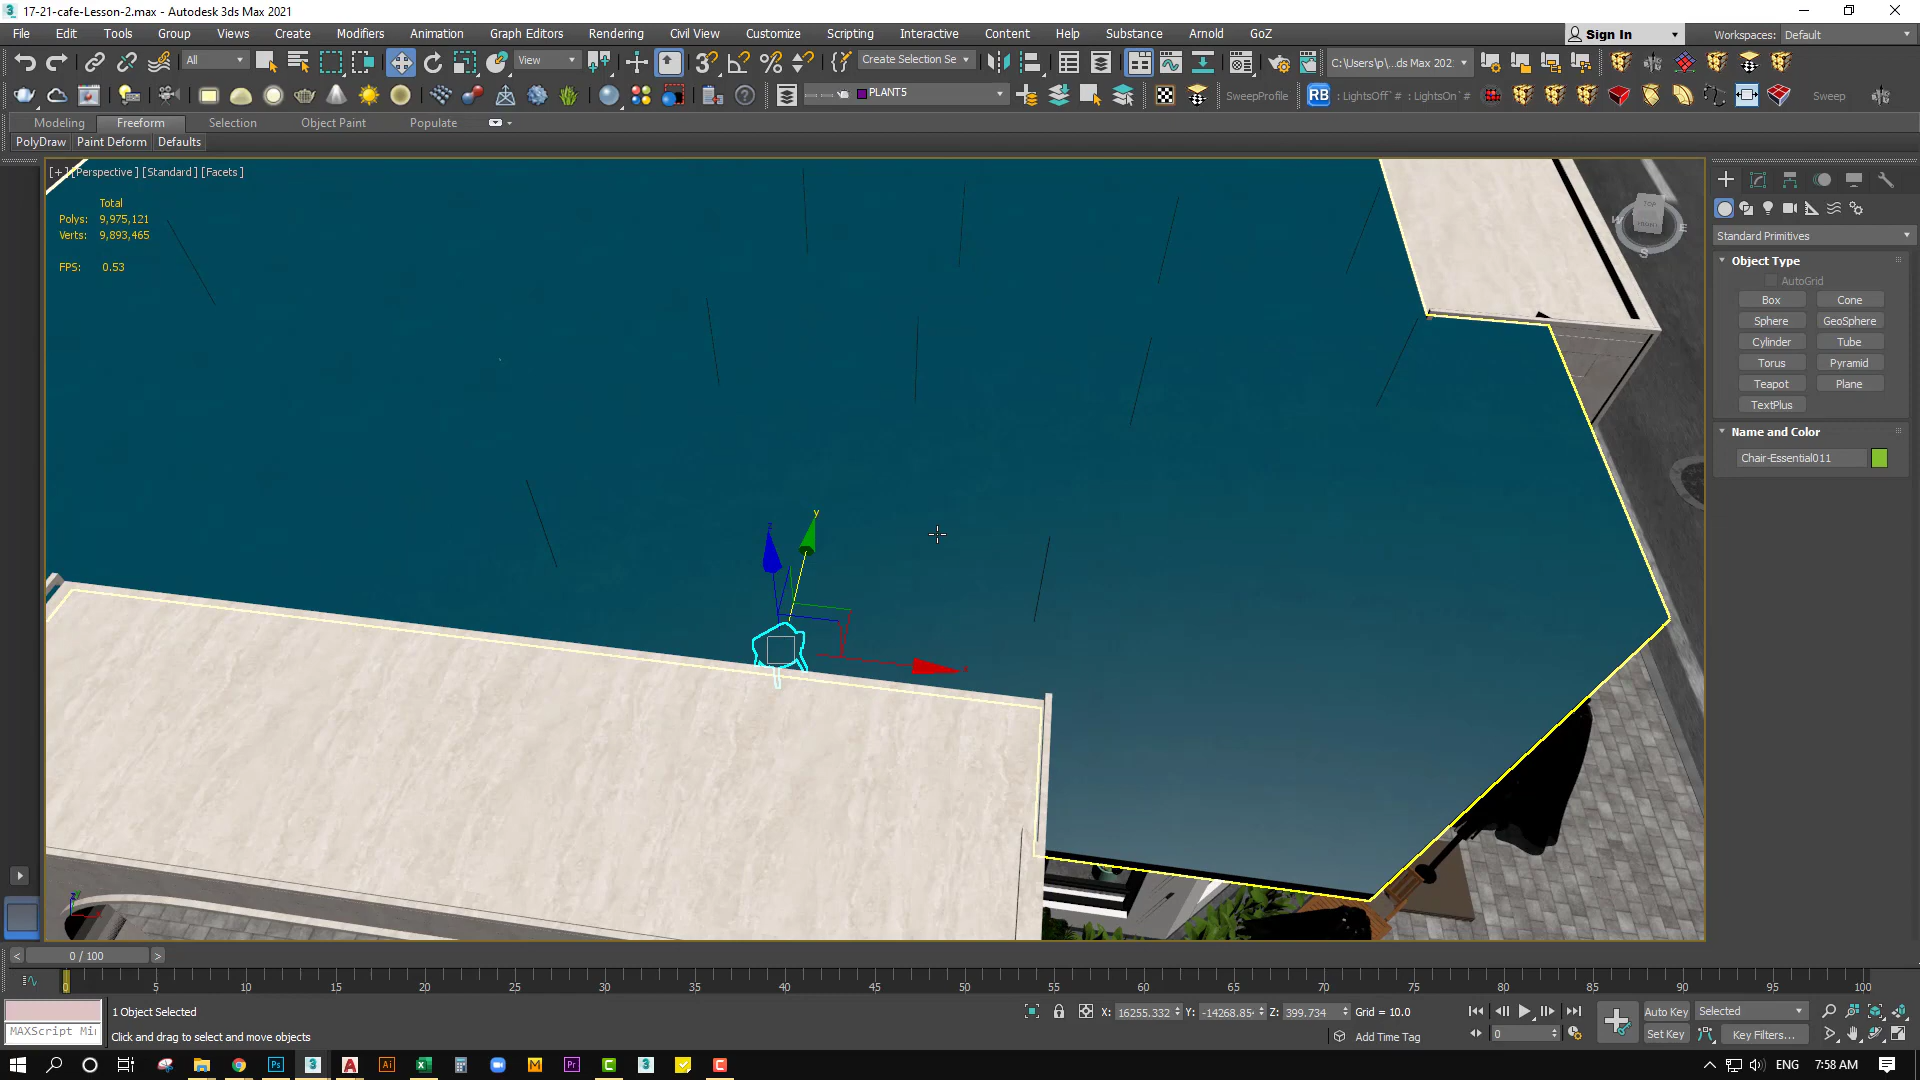 17-21-cafe-Lesson-2.max - Autodesk 3ds Max 2021
File Edit Tools Group Views Create Modifiers Animation Graph Editors Rendering Civil View Customize Scripting Interactive Content Help Substance Arnold GoZ
Sign In Workspaces: Default
All View Create Selection Se C:\Users\p\...ds Max 202
PLANT5 SweepProfile RB : LightsOff ` # : LightsOn ` # Sweep
Modeling Freeform Selection Object Paint Populate
PolyDraw Paint Deform Defaults
[+] [Perspective ] [Standard ] [Facets ]
Total
Polys: 9,975,121
Verts: 9,893,465
FPS: 0.53
TOP
FRONT
W E
S
z y
x
Standard Primitives
Object Type
AutoGrid
Box Cone
Sphere GeoSphere
Cylinder Tube
Torus Pyramid
Teapot Plane
TextPlus
Name and Color
Chair-Essential011
< 0 / 100 >
0 5 10 15 20 25 30 35 40 45 50 55 60 65 70 75 80 85 90 95 100
1 Object Selected X: 16255.332 Y: -14268.85 Z: 399.734 Grid = 10.0 Auto Key Selected
MAXScript Mi Click and drag to select and move objects Add Time Tag 0 Set Key Key Filters...
ENG 7:58 AM